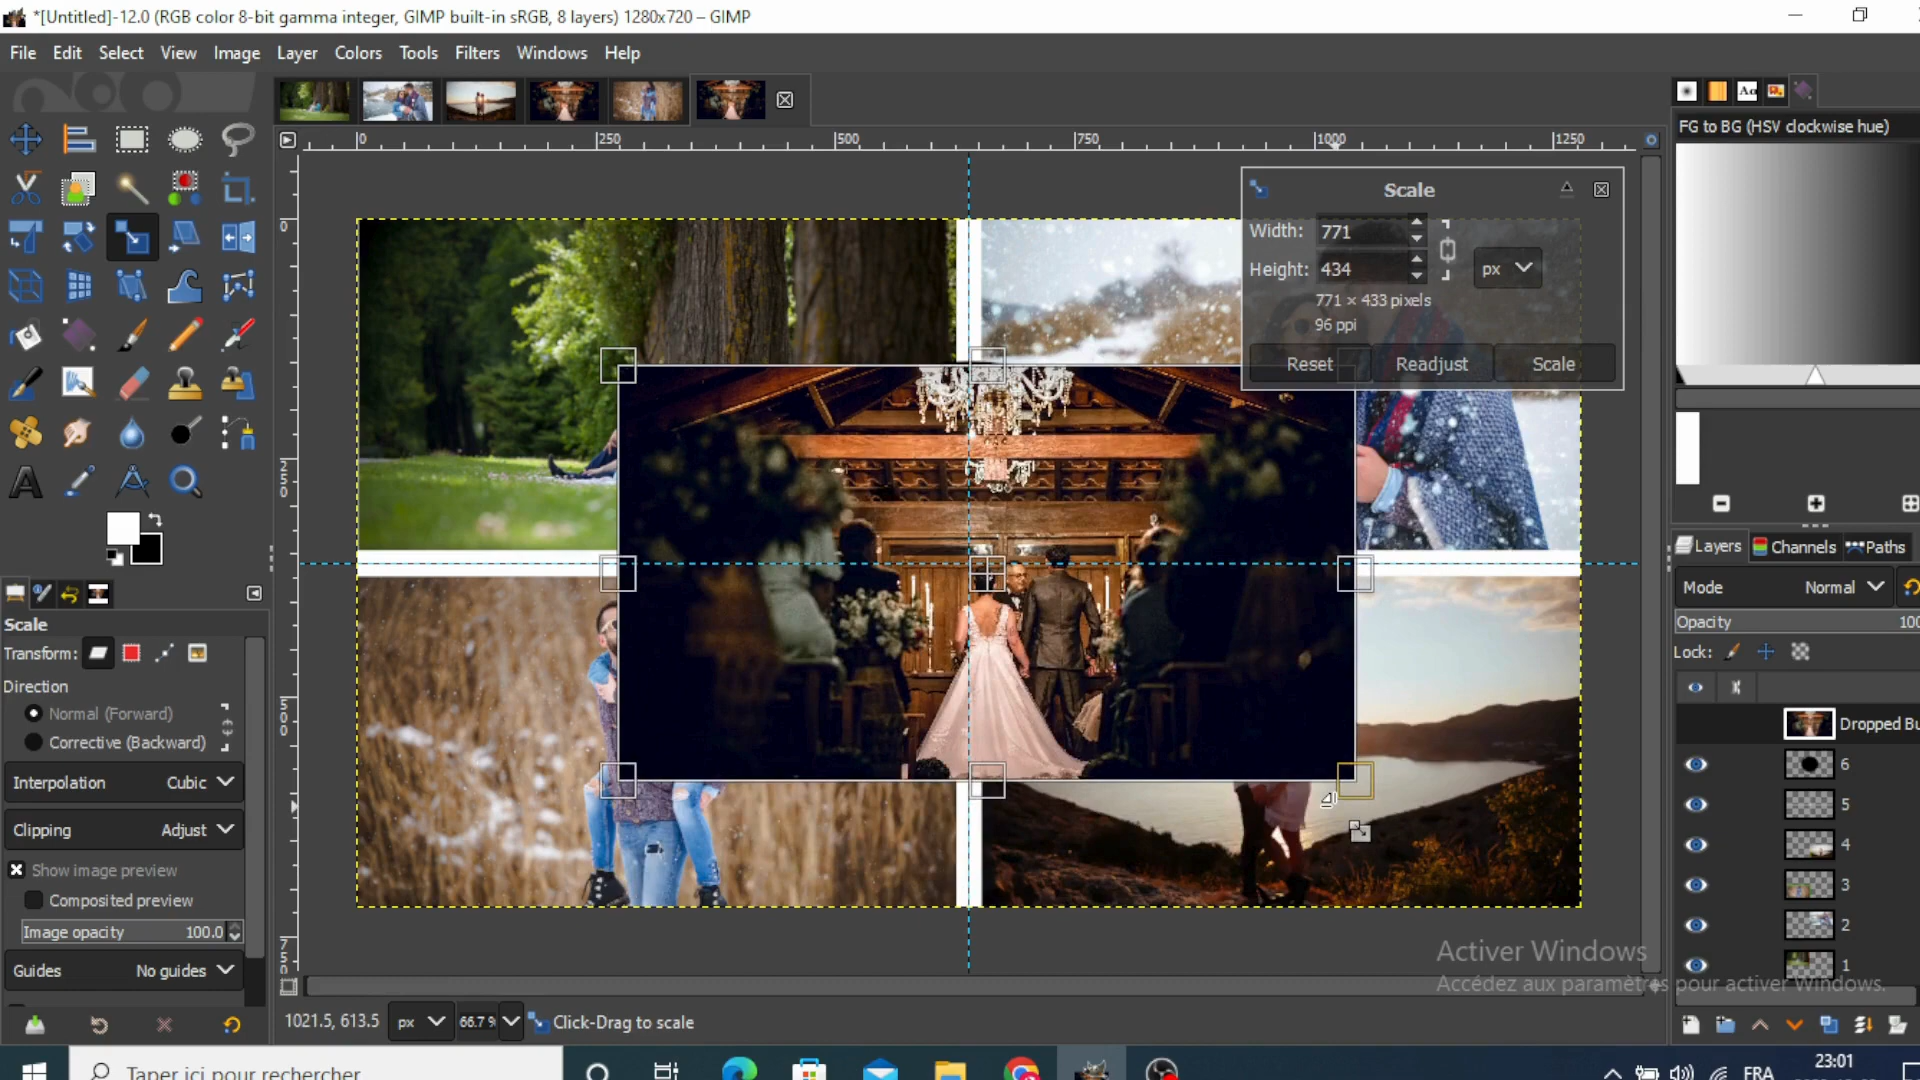 *[Untitled]-12.0 (RGB color 8-bit gamma integer, GIMP built-in sRGB, 8 layers) 1280x720 – GIMP
File Edit Select View Image Layer Colors Tools Filters Windows Help
0 250 500 750 1000 1250
FG to BG (HSV clockwise hue)
Scale
Width: 771
Height: 434
px
771 × 433 pixels
96 ppi
Reset Readjust Scale
0
250
500
750
Layers Channels Paths
Mode Normal
Opacity 100
Lock:
Dropped Bu
6
5
4
3
2
1
Scale
Transform:
Direction
Normal (Forward)
Corrective (Backward)
Interpolation Cubic
Clipping Adjust
Show image preview
Composited preview
Image opacity 100.0
Guides No guides
Activer Windows
Accédez aux paramètres pour activer Windows.
1021.5, 613.5 px 66.7 % Click-Drag to scale
Taper ici pour rechercher
FRA
23:01